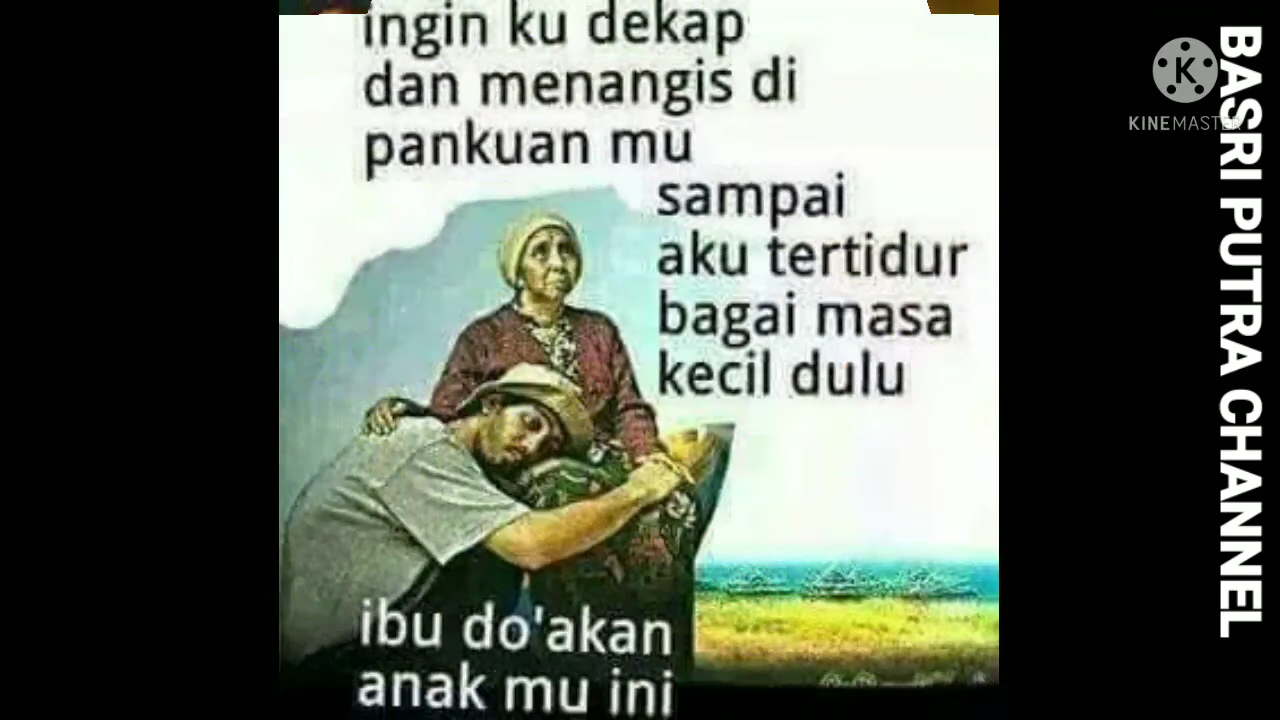 ingin ku dekap
dan menangis di
pankuan mu
sampai
aku tertidur
bagai masa
kecil dulu
ibu do'akan
anak mu ini
K
KINEMASTER
BASRI PUTRA CHANNEL